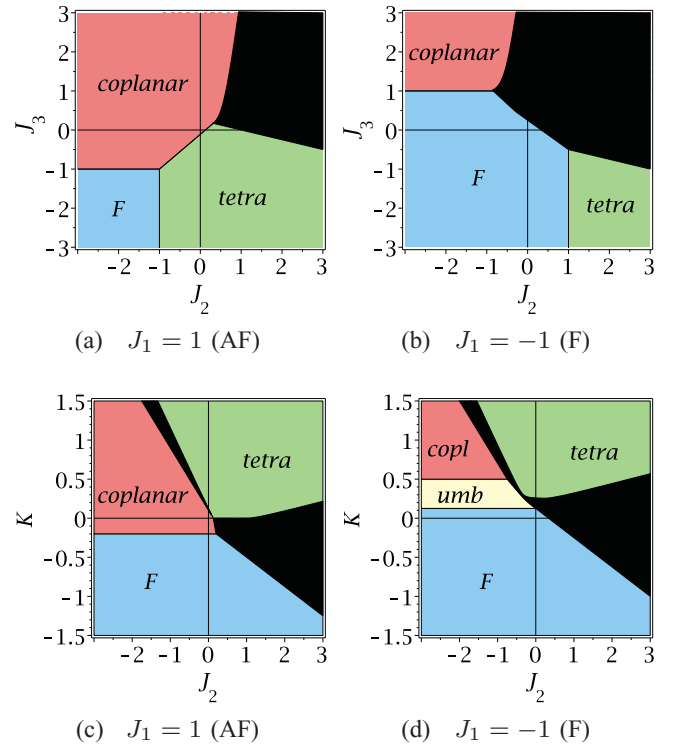 3
2
1
0
-1
-2
-3
J3
coplanar
F
tetra
-2 -1 0 1 2 3
J2
(a) J1 = 1 (AF)
3
2
1
0
-1
-2
-3
J3
coplanar
F
tetra
-2 -1 0 1 2 3
J2
(b) J1 = −1 (F)
1.5
1
0.5
0
-0.5
-1
-1.5
K
tetra
coplanar
F
-2 -1 0 1 2 3
J2
(c) J1 = 1 (AF)
1.5
1
0.5
0
-0.5
-1
-1.5
K
copl
tetra
umb
F
-2 -1 0 1 2 3
J2
(d) J1 = −1 (F)